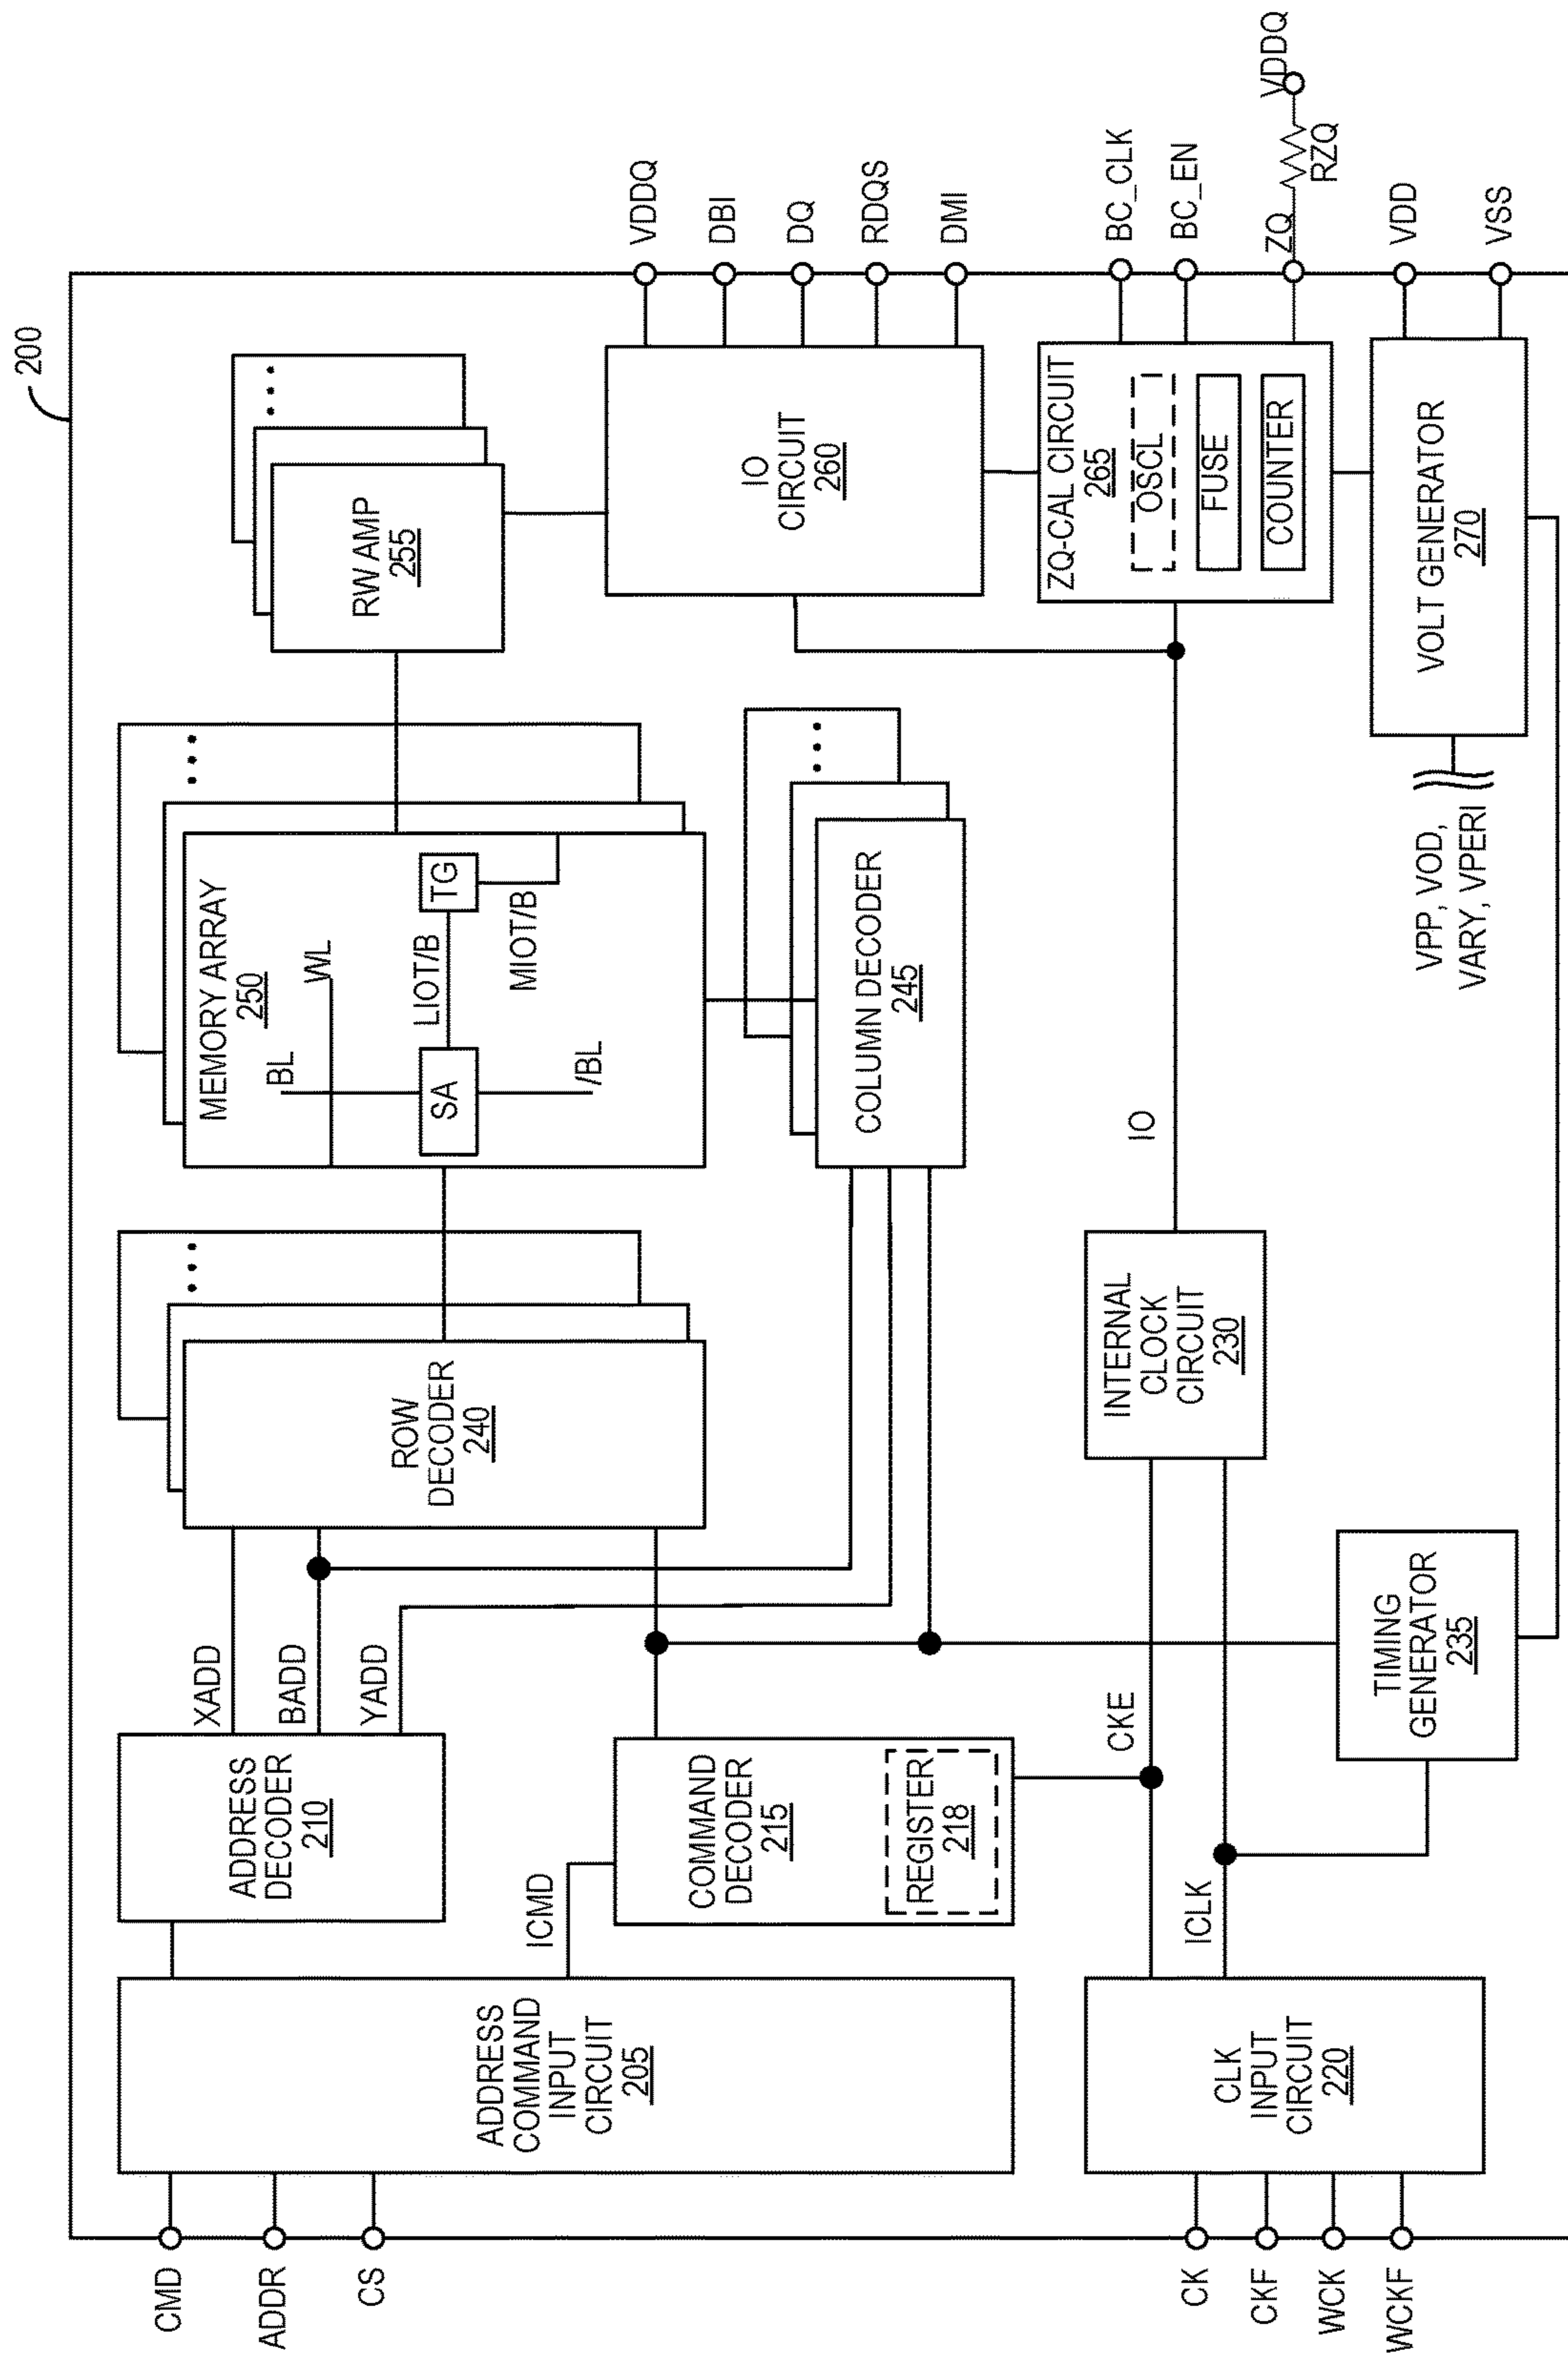 200
CMD
ADDR
CS
CK
CKF
WCK
WCKF
ADDRESS
COMMAND
INPUT
CIRCUIT
205
CLK
INPUT
CIRCUIT
220
ADDRESS
DECODER
210
ICMD
COMMAND
DECODER
215
REGISTER
218
ICLK
CKE
XADD
BADD
YADD
TIMING
GENERATOR
235
ROW
DECODER
240
• • •
INTERNAL
CLOCK
CIRCUIT
230
IO
MEMORY ARRAY
250
• • •
BL
WL
SA
/BL
LIOT/B
TG
MIOT/B
COLUMN DECODER
245
• • •
RW AMP
255
• • •
IO
CIRCUIT
260
ZQ-CAL CIRCUIT
265
OSCL
FUSE
COUNTER
VOLT GENERATOR
270
VPP, VOD,
VARY, VPERI
VDDQ
DBI
DQ
RDQS
DMI
BC_CLK
BC_EN
ZQ
RZQ
VDDQ
VDD
VSS